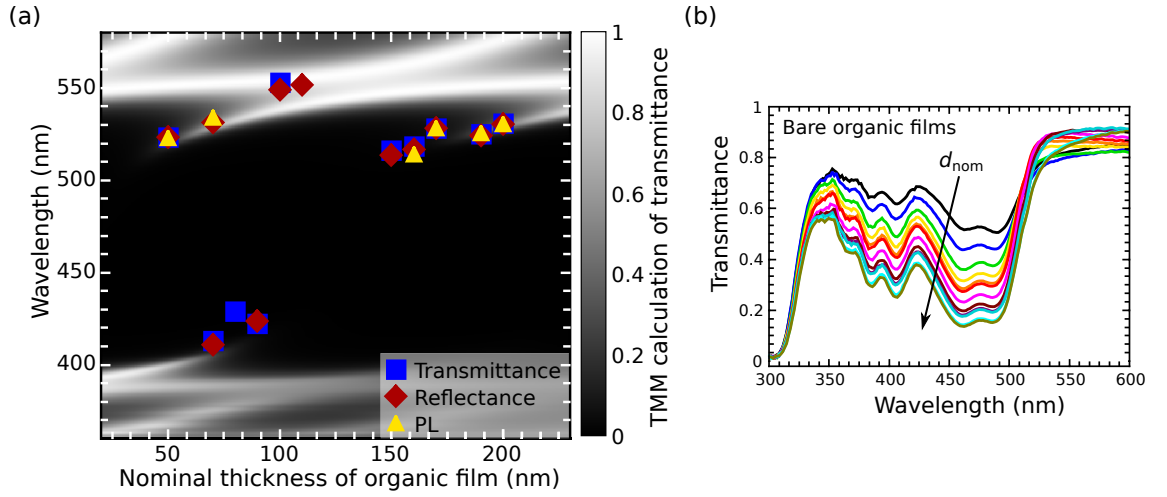 (a)
(b)
Wavelength (nm)
550
500
450
400
50
100
150
200
Nominal thickness of organic film (nm)
Transmittance
Reflectance
PL
1
0.8
0.6
0.4
0.2
0
TMM calculation of transmittance
Bare organic films
dnom
Transmittance
1
0.8
0.6
0.4
0.2
0
300
350
400
450
500
550
600
Wavelength (nm)